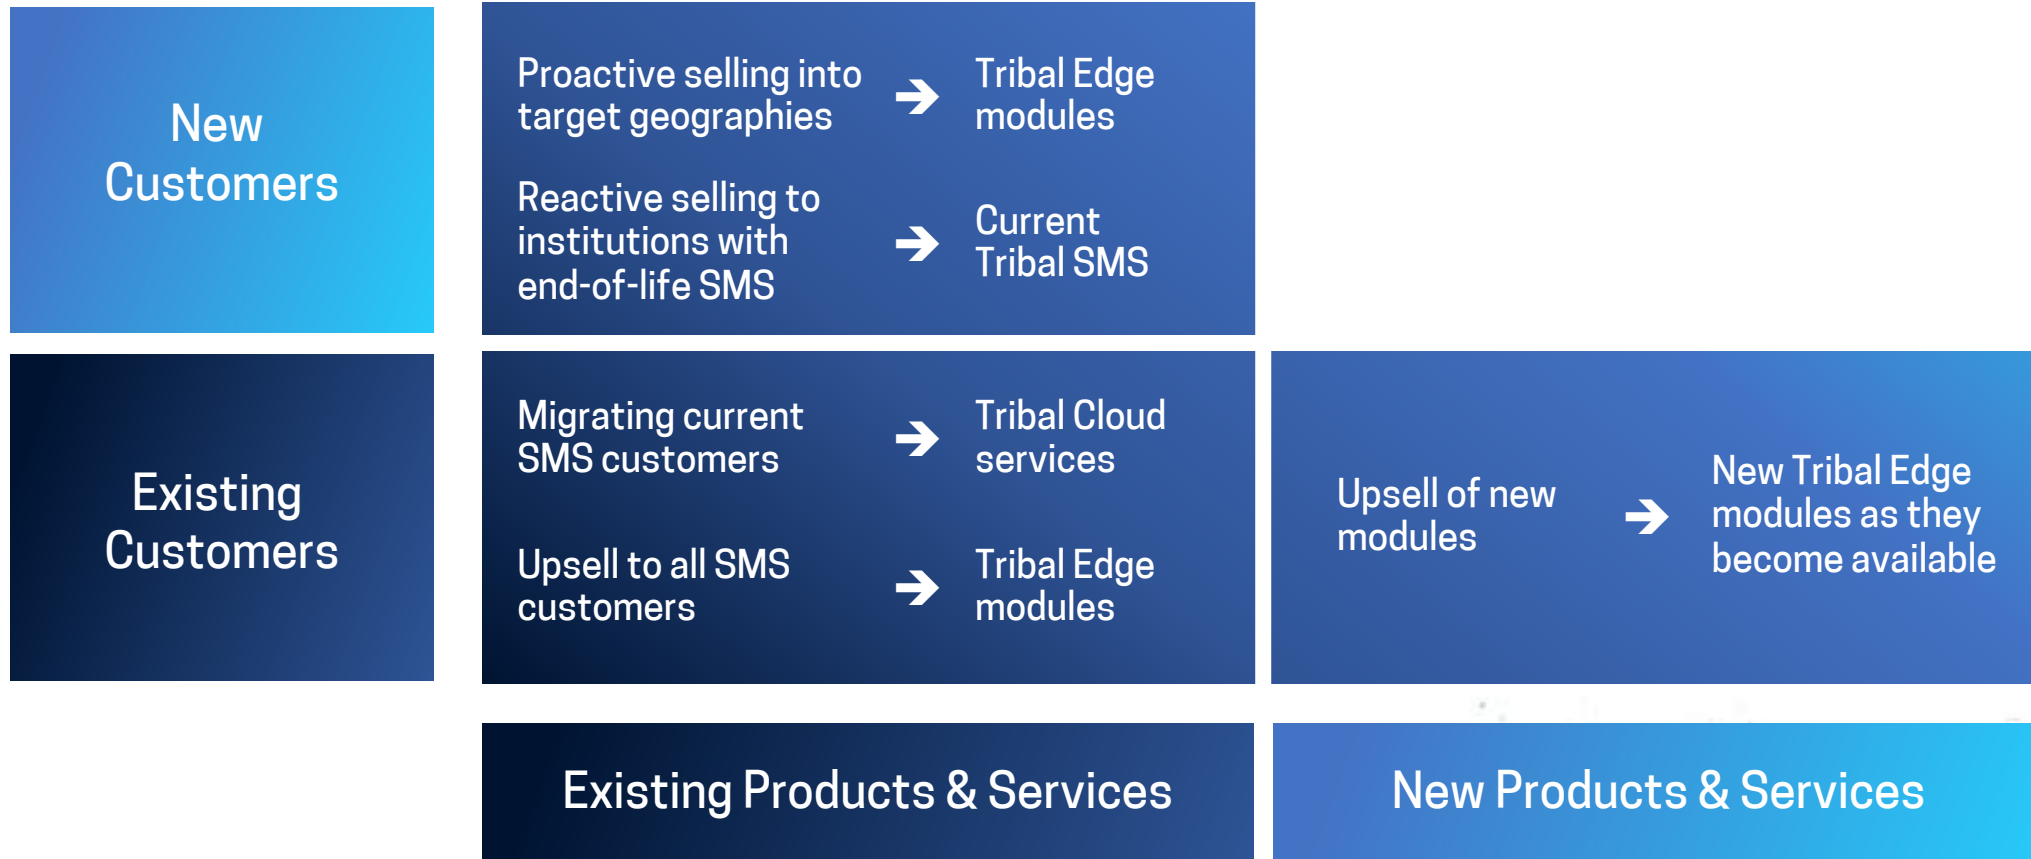 New
Customers
Proactive selling into
target geographies
➔
Tribal Edge
modules
Reactive selling to
institutions with
end-of-life SMS
➔
Current
Tribal SMS
Existing
Customers
Migrating current
SMS customers
➔
Tribal Cloud
services
Upsell to all SMS
customers
➔
Tribal Edge
modules
Upsell of new
modules
➔
New Tribal Edge
modules as they
become available
Existing Products & Services
New Products & Services